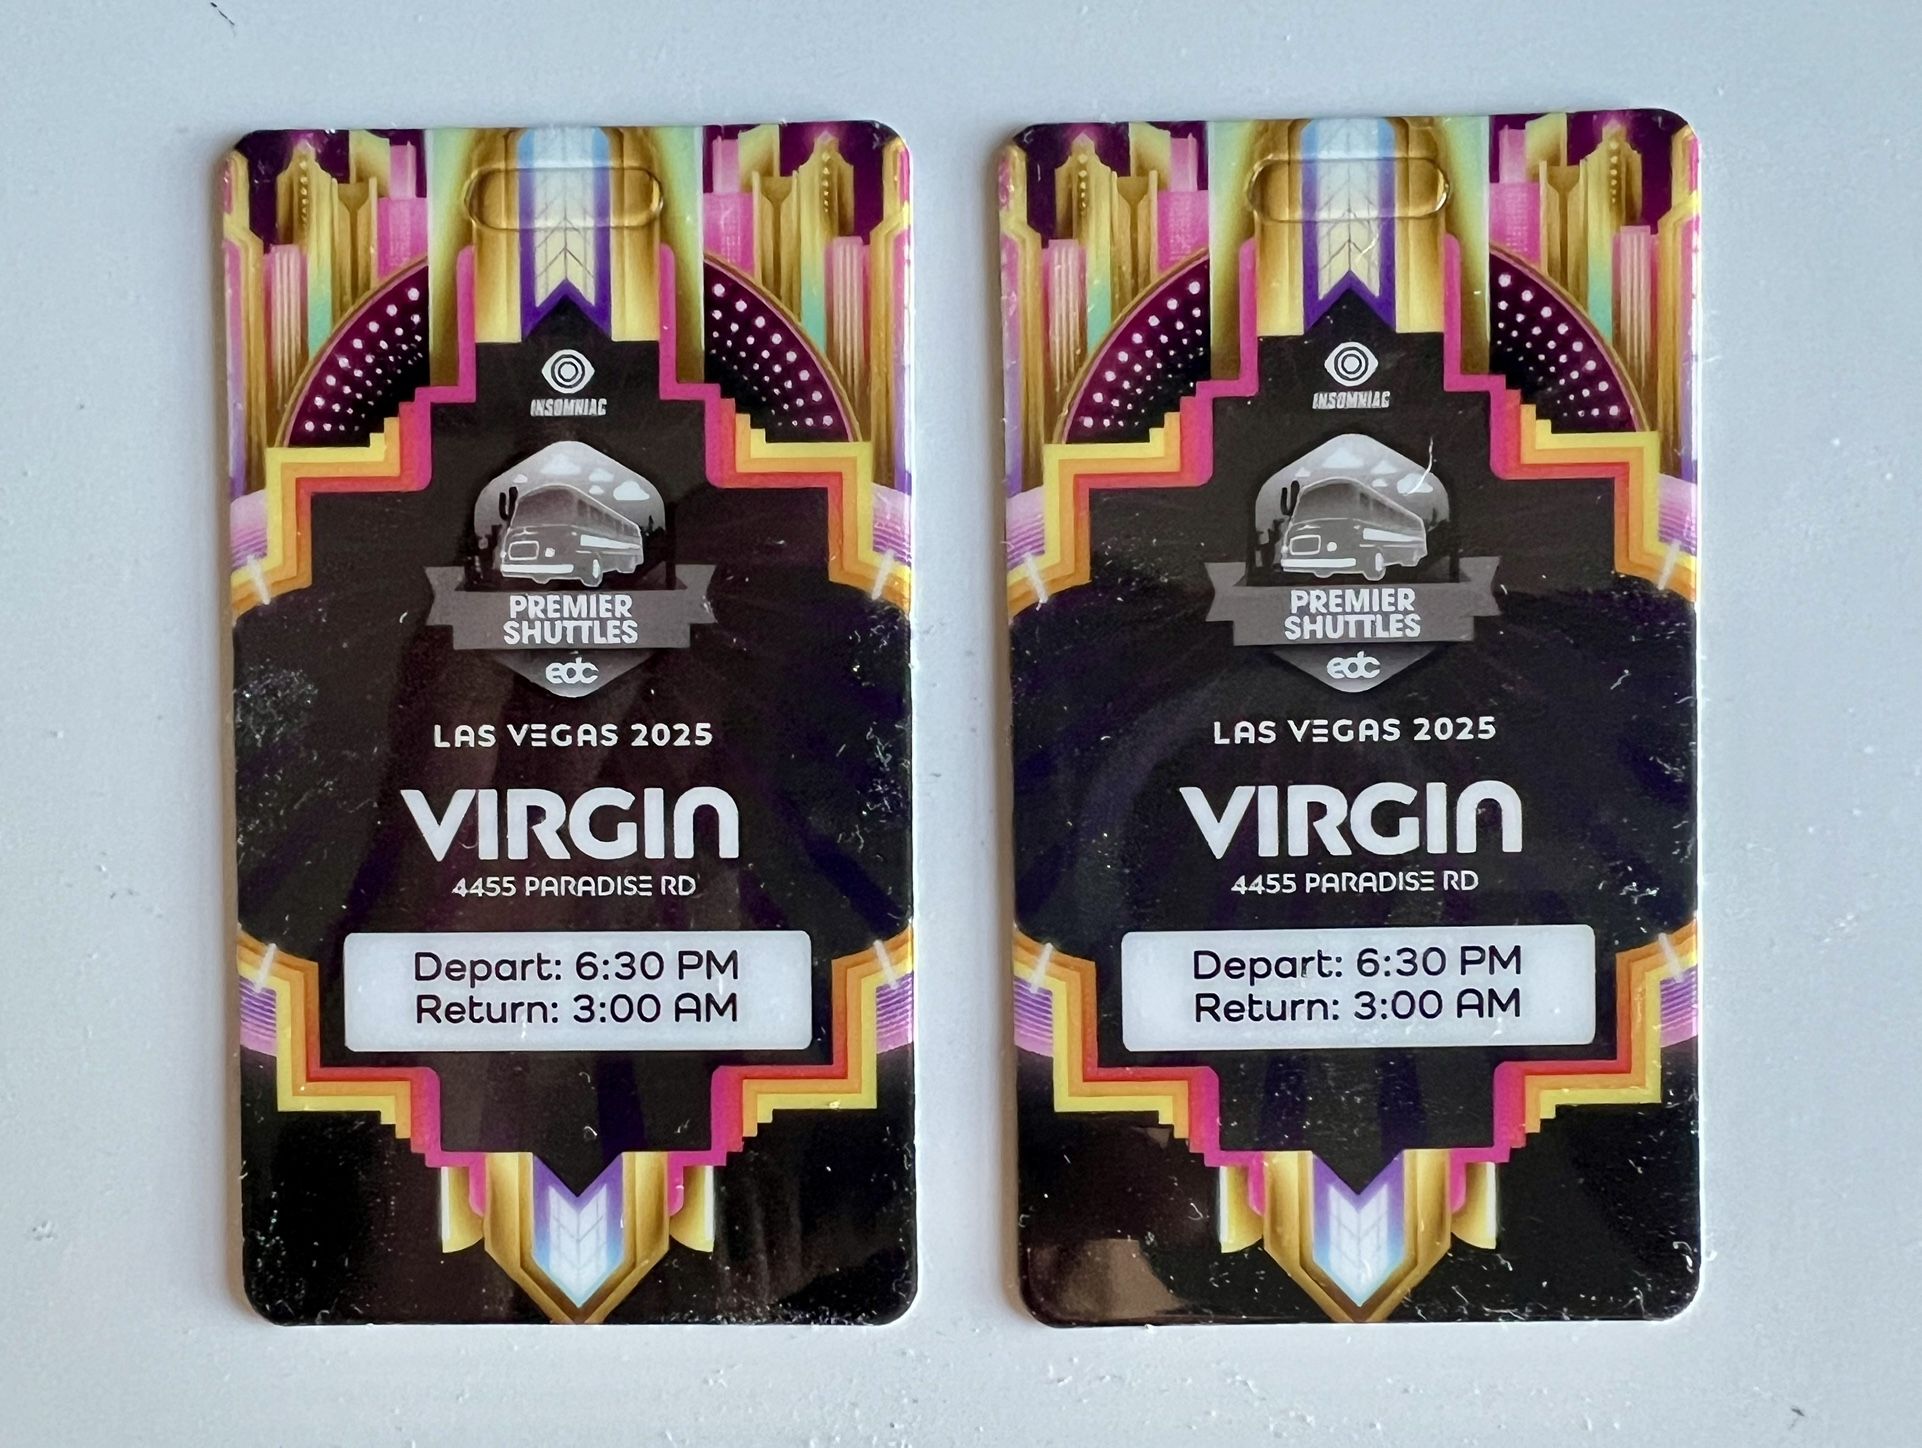 INSOMNIAC
PREMIER
SHUTTLES
edc
LAS VEGAS 2025
VIRGIN
4455 PARADISE RD
Depart: 6:30 PM
Return: 3:00 AM
INSOMNIAC
PREMIER
SHUTTLES
edc
LAS VEGAS 2025
VIRGIN
4455 PARADISE RD
Depart: 6:30 PM
Return: 3:00 AM